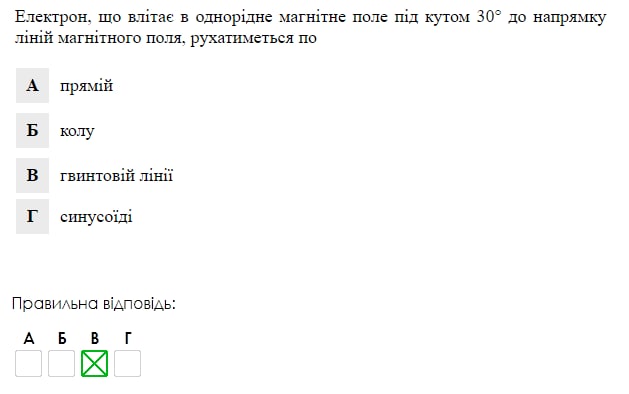 Електрон, що влітає в однорідне магнітне поле під кутом 30° до напрямку
ліній магнітного поля, рухатиметься по
А прямій
Б колу
В гвинтовій лінії
Г синусоїді
Правильна відповідь:
А Б В Г